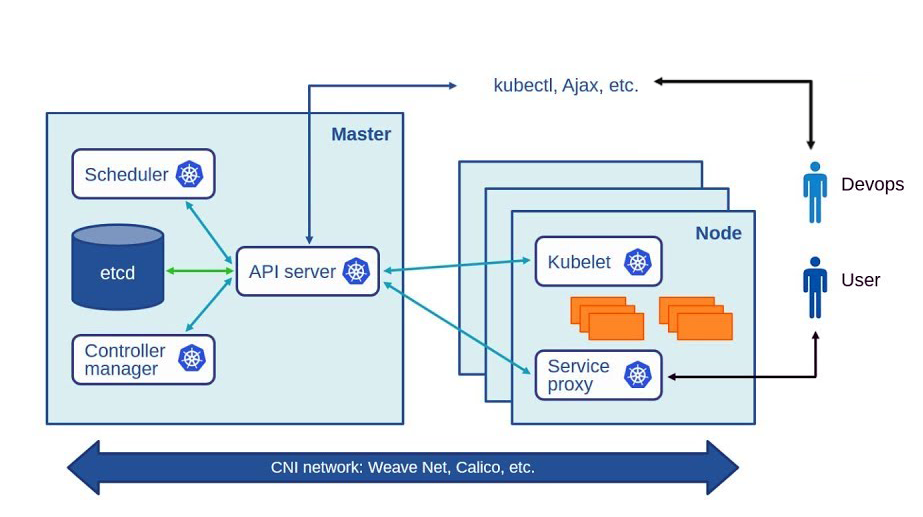 kubectl, Ajax, etc.
Master
Scheduler
etcd
API server
Controller
manager
Node
Kubelet
Service
proxy
Devops
User
CNI network: Weave Net, Calico, etc.